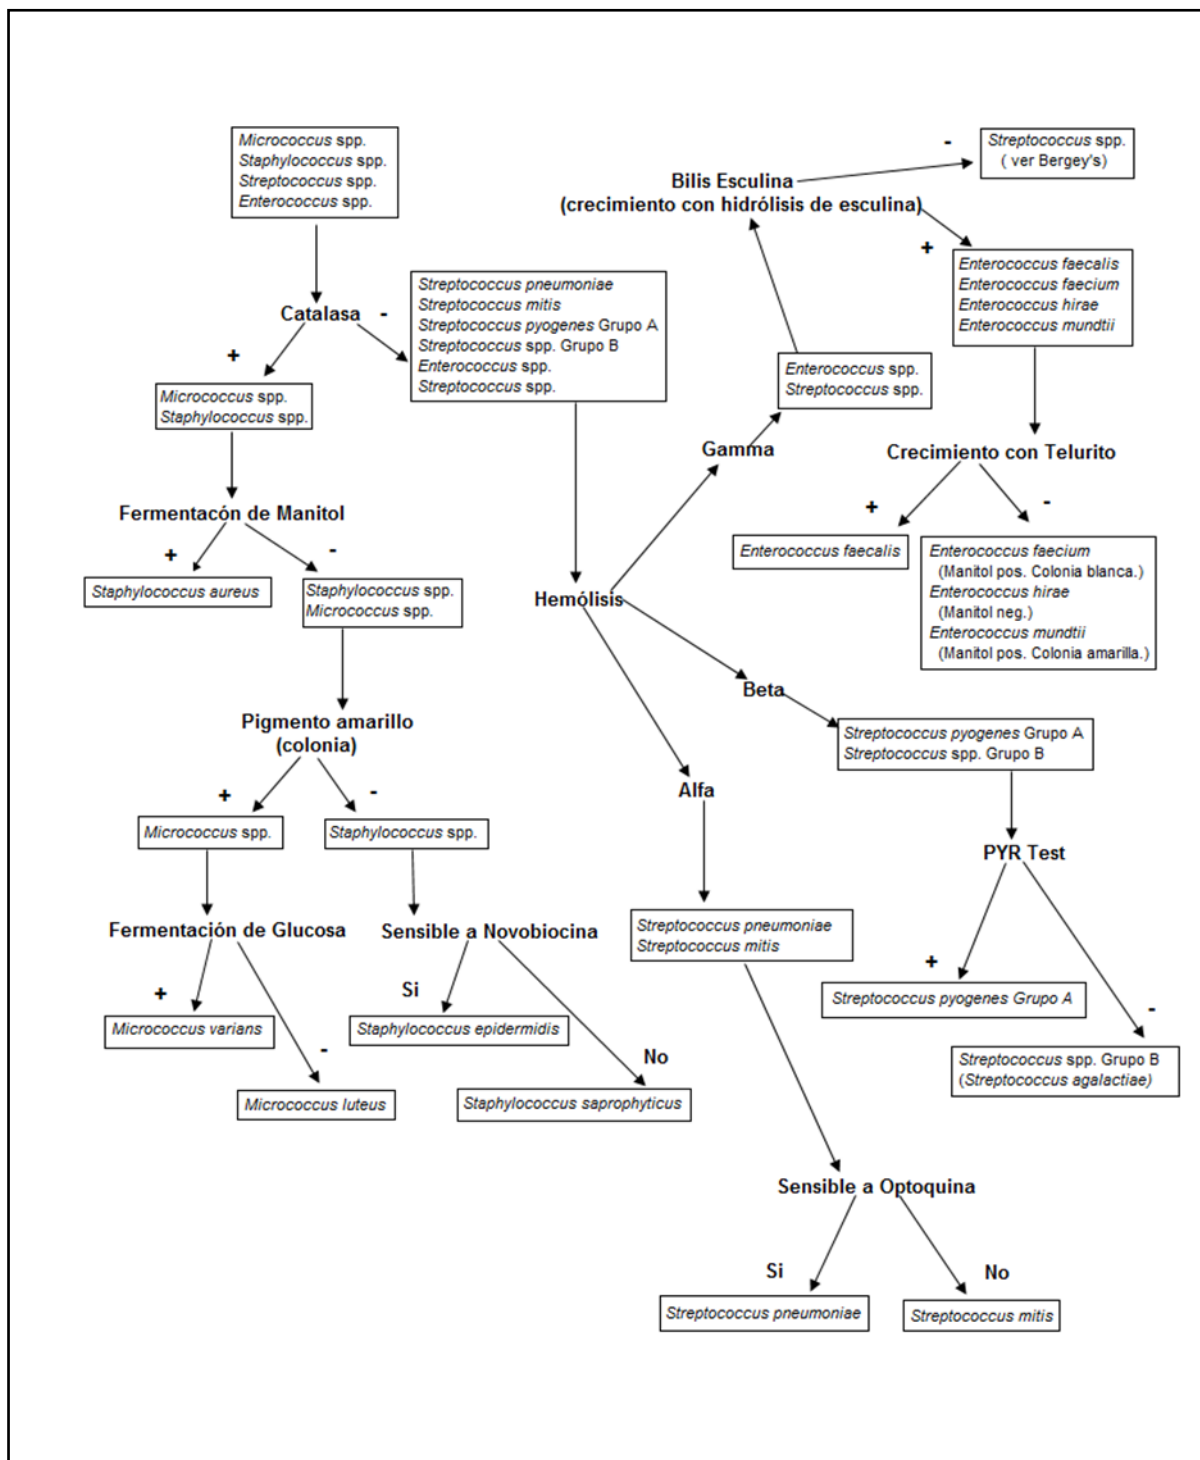 Micrococcus spp.
Staphylococcus spp.
Streptococcus spp.
Enterococcus spp.
Catalasa
-
+
Micrococcus spp.
Staphylococcus spp.
Fermentacón de Manitol
+
-
Staphylococcus aureus
Staphylococcus spp.
Micrococcus spp.
Pigmento amarillo
(colonia)
+
-
Micrococcus spp.
Staphylococcus spp.
Fermentación de Glucosa
+
-
Micrococcus varians
Micrococcus luteus
Sensible a Novobiocina
Si
No
Staphylococcus epidermidis
Staphylococcus saprophyticus
Streptococcus pneumoniae
Streptococcus mitis
Streptococcus pyogenes Grupo A
Streptococcus spp. Grupo B
Enterococcus spp.
Streptococcus spp.
Hemólisis
Gamma
Enterococcus spp.
Streptococcus spp.
Bilis Esculina
(crecimiento con hidrólisis de esculina)
-
+
Streptococcus spp.
( ver Bergey's)
Enterococcus faecalis
Enterococcus faecium
Enterococcus hirae
Enterococcus mundtii
Crecimiento con Telurito
+
-
Enterococcus faecalis
Enterococcus faecium
(Manitol pos. Colonia blanca.)
Enterococcus hirae
(Manitol neg.)
Enterococcus mundtii
(Manitol pos. Colonia amarilla.)
Beta
Streptococcus pyogenes Grupo A
Streptococcus spp. Grupo B
PYR Test
+
-
Streptococcus pyogenes Grupo A
Streptococcus spp. Grupo B
(Streptococcus agalactiae)
Alfa
Streptococcus pneumoniae
Streptococcus mitis
Sensible a Optoquina
Si
No
Streptococcus pneumoniae
Streptococcus mitis